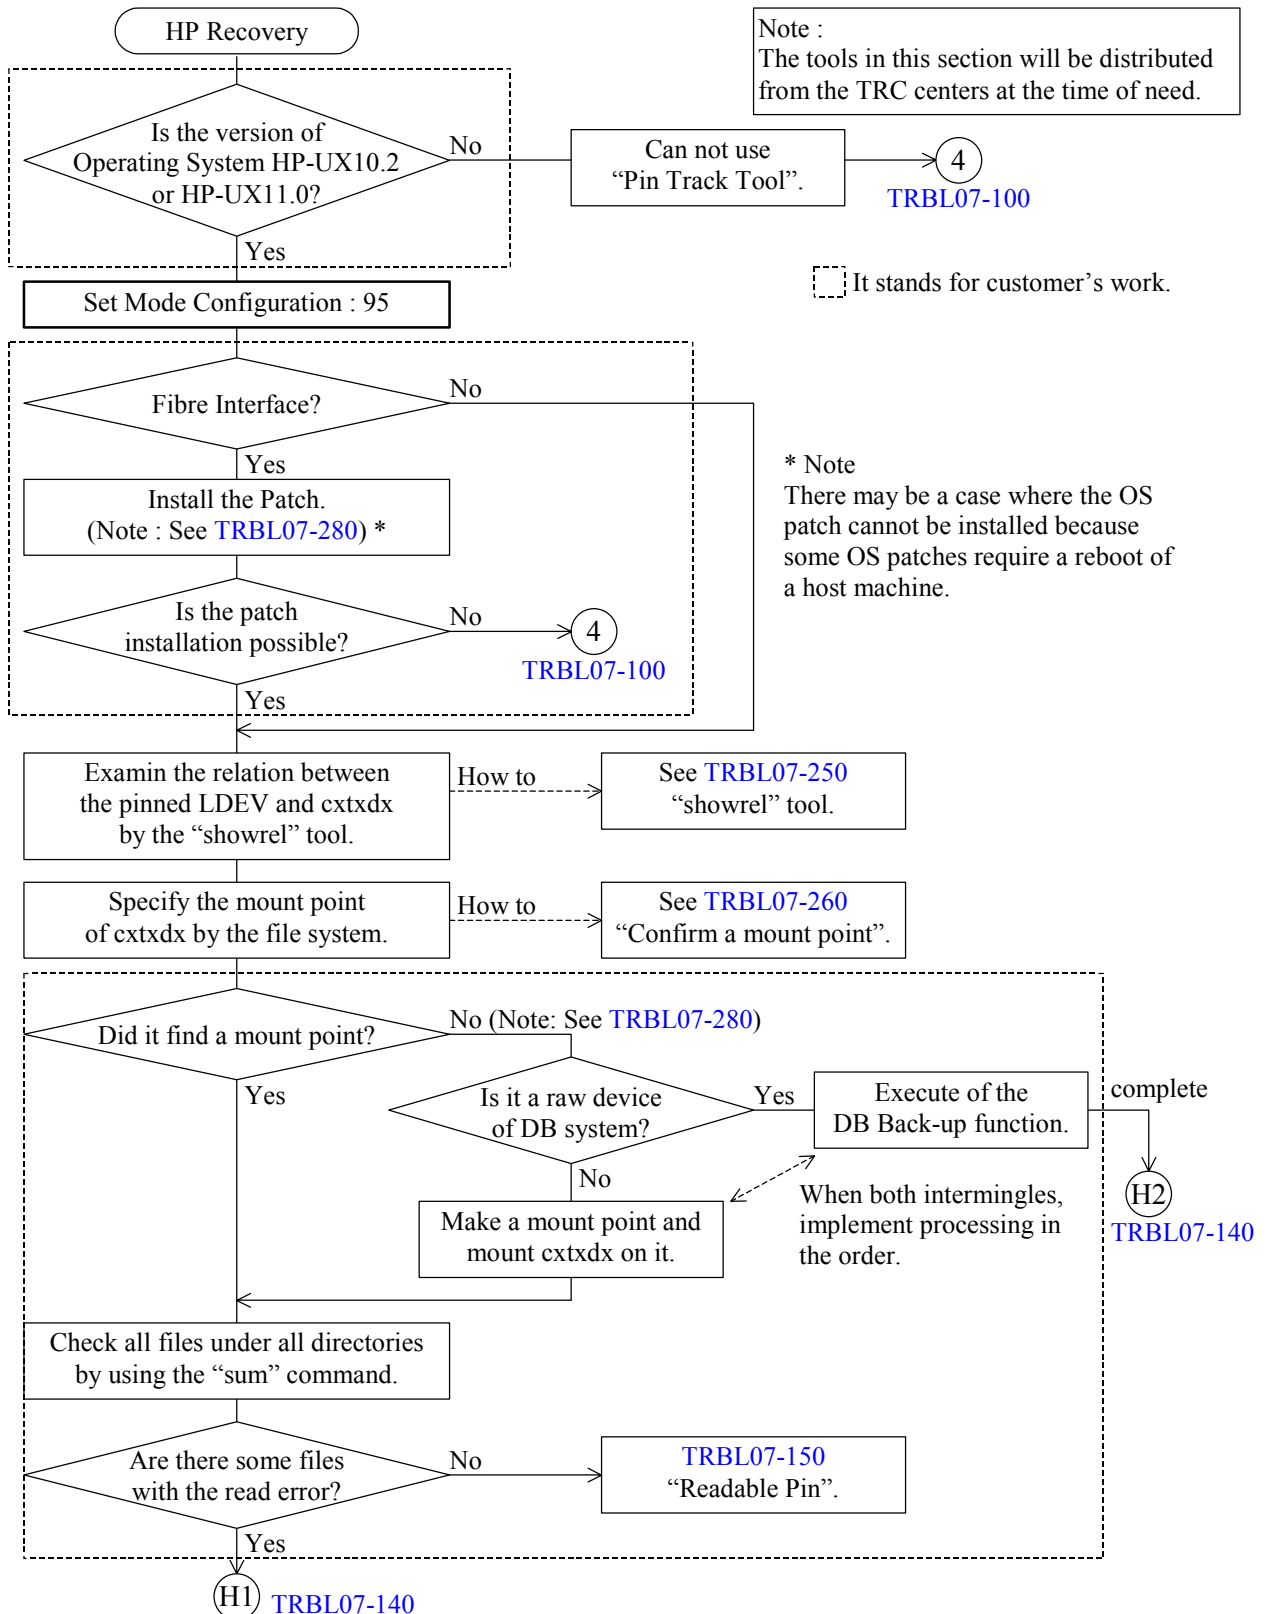 HP Recovery
Note :
The tools in this section will be distributed
from the TRC centers at the time of need.
Is the version of
Operating System HP-UX10.2
or HP-UX11.0?
No
Can not use
“Pin Track Tool”.
4
TRBL07-100
Yes
Set Mode Configuration : 95
It stands for customer’s work.
Fibre Interface?
No
Yes
Install the Patch.
(Note : See TRBL07-280) *
* Note
There may be a case where the OS
patch cannot be installed because
some OS patches require a reboot of
a host machine.
Is the patch
installation possible?
No
4
TRBL07-100
Yes
Examin the relation between
the pinned LDEV and cxtxdx
by the “showrel” tool.
How to
See TRBL07-250
“showrel” tool.
Specify the mount point
of cxtxdx by the file system.
How to
See TRBL07-260
“Confirm a mount point”.
Did it find a mount point?
No (Note: See TRBL07-280)
Yes
Is it a raw device
of DB system?
Yes
Execute of the
DB Back-up function.
complete
H2
TRBL07-140
No
Make a mount point and
mount cxtxdx on it.
When both intermingles,
implement processing in
the order.
Check all files under all directories
by using the “sum” command.
Are there some files
with the read error?
No
TRBL07-150
“Readable Pin”.
Yes
H1
TRBL07-140